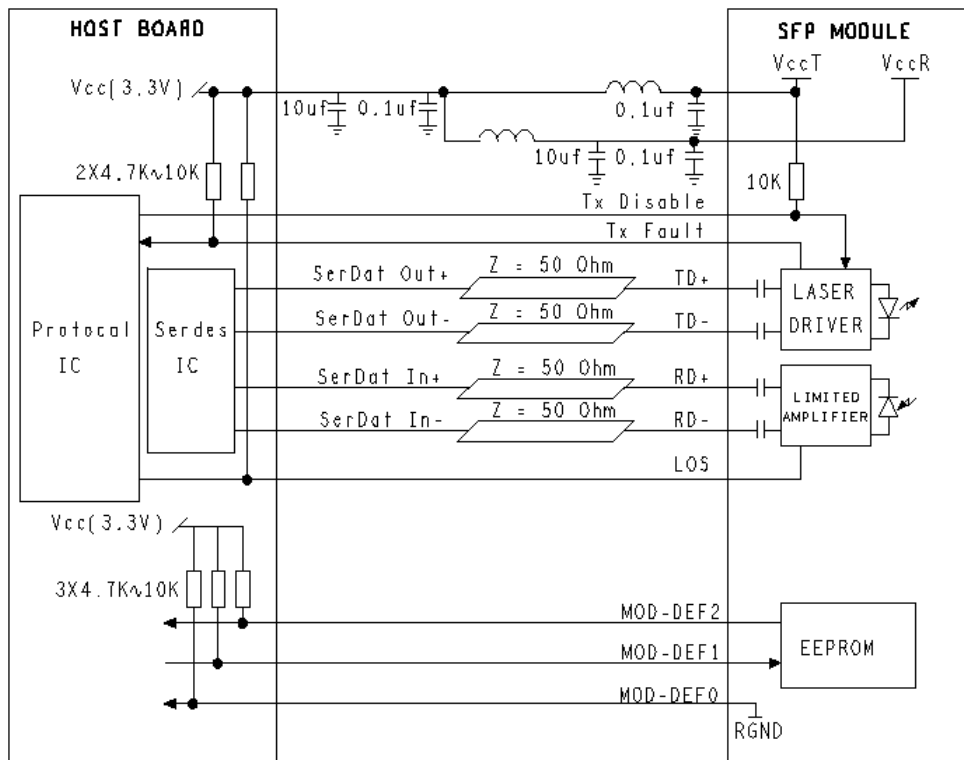 HOST BOARD
SFP MODULE
VccT
VccR
Vcc(3.3V)
10uf
0.1uf
0.1uf
10uf
0.1uf
2X4.7K~10K
10K
Tx Disable
Tx Fault
Z = 50 Ohm
SerDat Out+
TD+
Z = 50 Ohm
SerDat Out-
TD-
LASER
DRIVER
Protocal
IC
Serdes
IC
Z = 50 Ohm
SerDat In+
RD+
Z = 50 Ohm
SerDat In-
RD-
LIMITED
AMPLIFIER
LOS
Vcc(3.3V)
3X4.7K~10K
MOD-DEF2
EEPROM
MOD-DEF1
MOD-DEF0
RGND